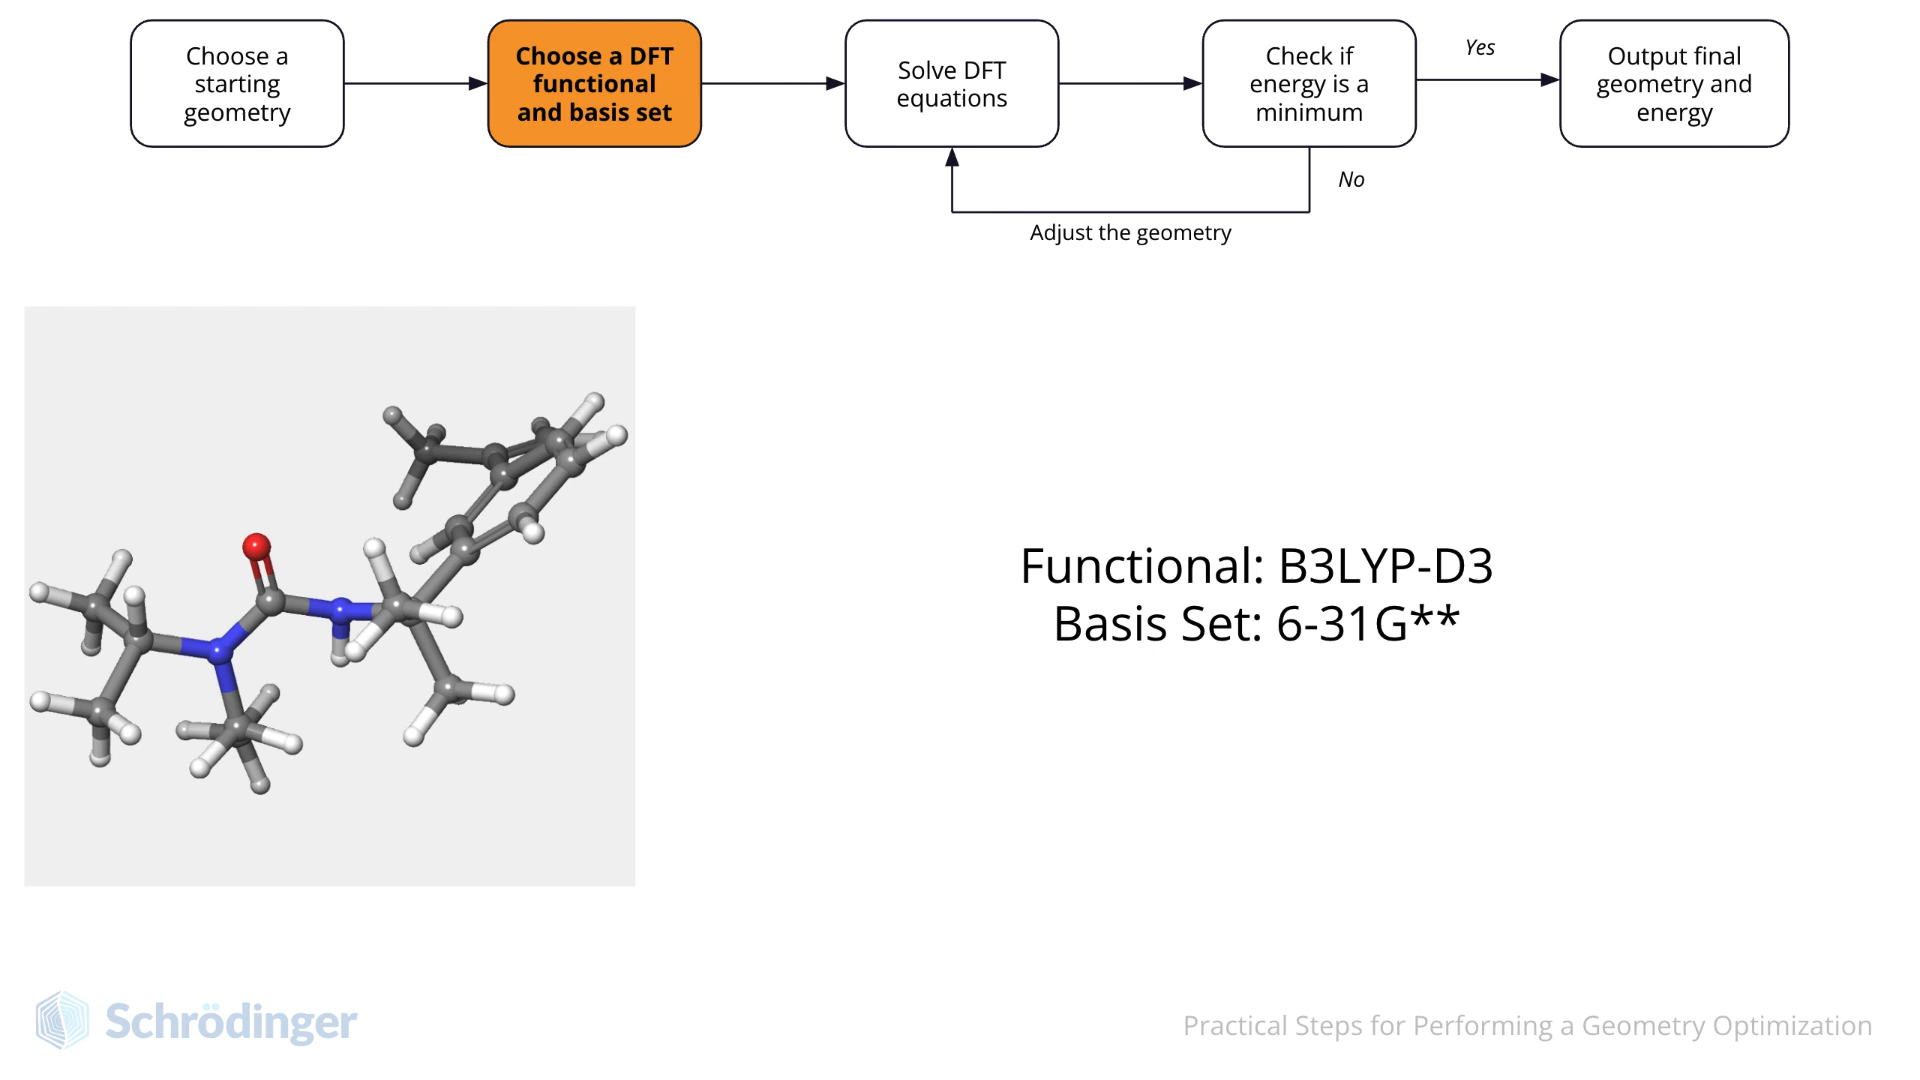 Choose a
starting
geometry
Choose a DFT
functional
and basis set
Solve DFT
equations
Check if
energy is a
minimum
Yes
Output final
geometry and
energy
No
Adjust the geometry
Functional: B3LYP-D3
Basis Set: 6-31G**
Schrödinger
Practical Steps for Performing a Geometry Optimization